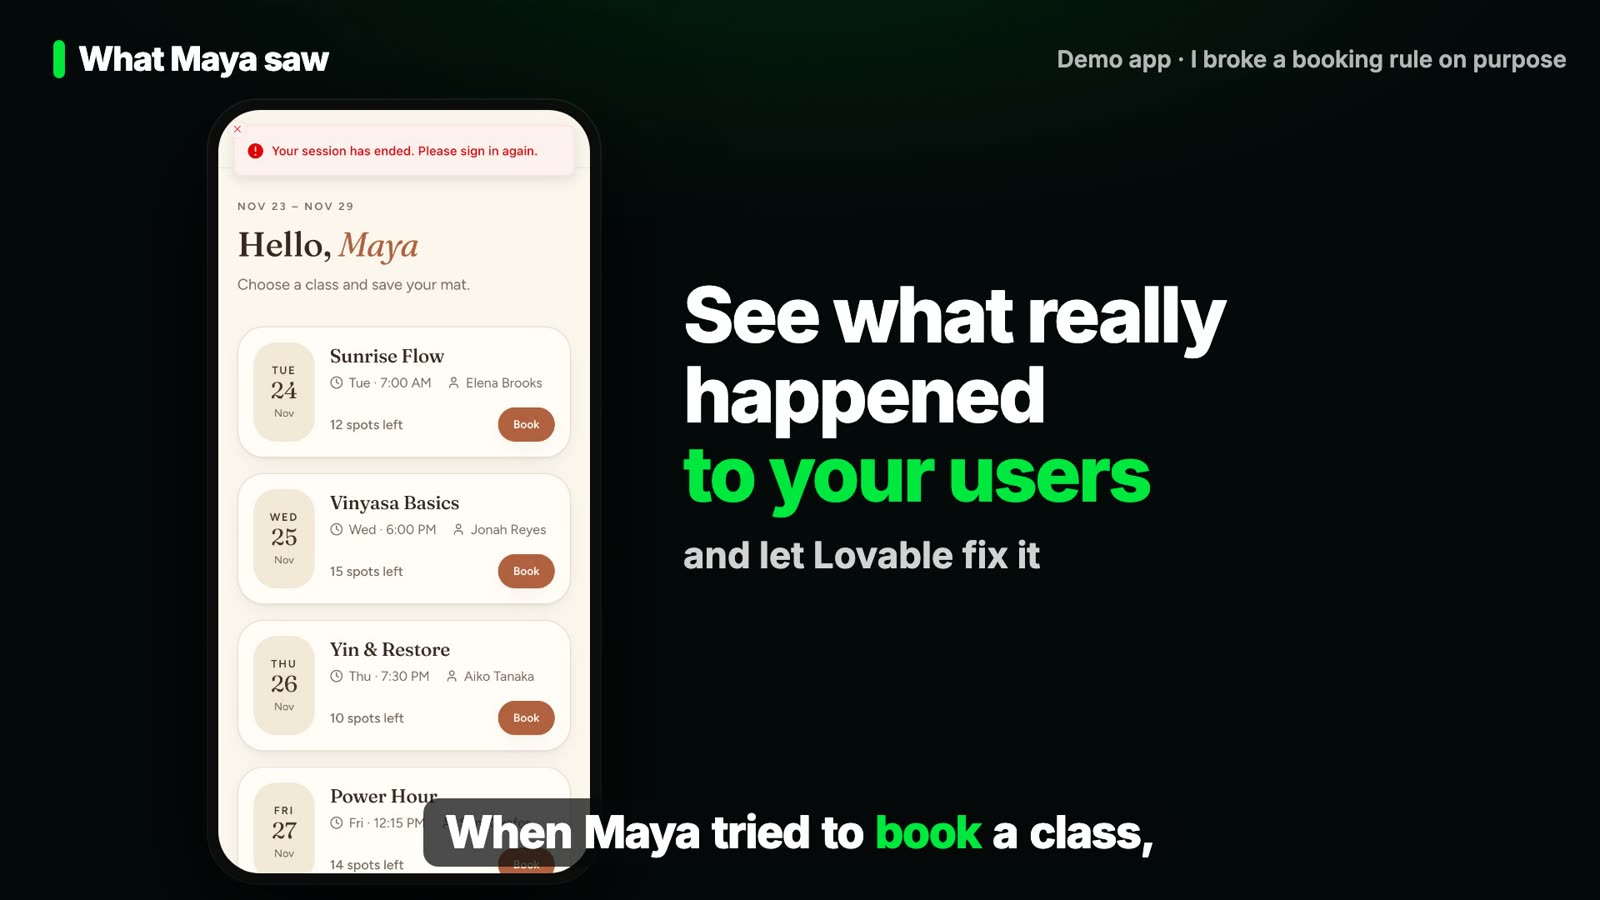 What Maya saw
Demo app · I broke a booking rule on purpose
Your session has ended. Please sign in again.
NOV 23 – NOV 29
Hello, Maya
Choose a class and save your mat.
TUE
24
Nov
Sunrise Flow
Tue · 7:00 AM Elena Brooks
12 spots left
Book
WED
25
Nov
Vinyasa Basics
Wed · 6:00 PM Jonah Reyes
15 spots left
Book
THU
26
Nov
Yin & Restore
Thu · 7:30 PM Aiko Tanaka
10 spots left
Book
FRI
27
Nov
Power Hour
Fri · 12:15 PM
14 spots left
Book
See what really
happened
to your users
and let Lovable fix it
When Maya tried to book a class,